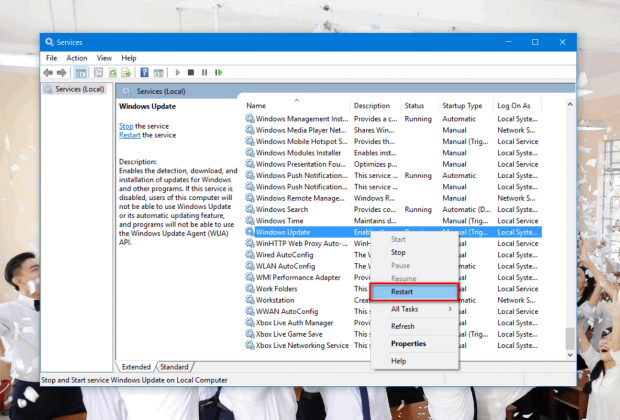 Services
File Action View Help
Services (Local)
Services (Local)
Windows Update
Stop the service
Restart the service
Description:
Enables the detection, download, and
installation of updates for Windows
and other programs. If this service is
disabled, users of this computer will
not be able to use Windows Update
or its automatic updating feature,
and programs will not be able to use
the Windows Update Agent (WUA)
API.
Name Description Status Startup Type Log On As
Windows Management Inst... Provides a c... Running Automatic Local Syste...
Windows Media Player Net... Shares Win... Manual Network S...
Windows Mobile Hotspot S... Provides th... Manual (Trig... Local Service
Windows Modules Installer Enables inst... Manual Local Syste...
Windows Presentation Fou... Optimizes p... Manual Local Service
Windows Push Notification... This service ... Running Automatic Local Syste...
Windows Push Notification... This service ... Running Automatic Local Syste...
Windows Remote Manage... Windows R... Manual Network S...
Windows Search Provides co... Running Automatic (D... Local Syste...
Windows Time Maintains d... Manual (Trig... Local Service
Windows Update Manual (Trig... Local Syste...
WinHTTP Web Proxy Auto-... WinH Local Service
Wired AutoConfig The W Local Syste...
WLAN AutoConfig The W Local Syste...
WMI Performance Adapter Provi Local Syste...
Work Folders This s Local Service
Workstation Creat Network S...
WWAN AutoConfig This s Local Syste...
Xbox Live Auth Manager Provi Local Syste...
Xbox Live Game Save This s Local Syste...
Xbox Live Networking Service This s Local Syste...
Start
Stop
Pause
Resume
Restart
All Tasks
Refresh
Properties
Help
Extended Standard
Stop and Start service Windows Update on Local Computer